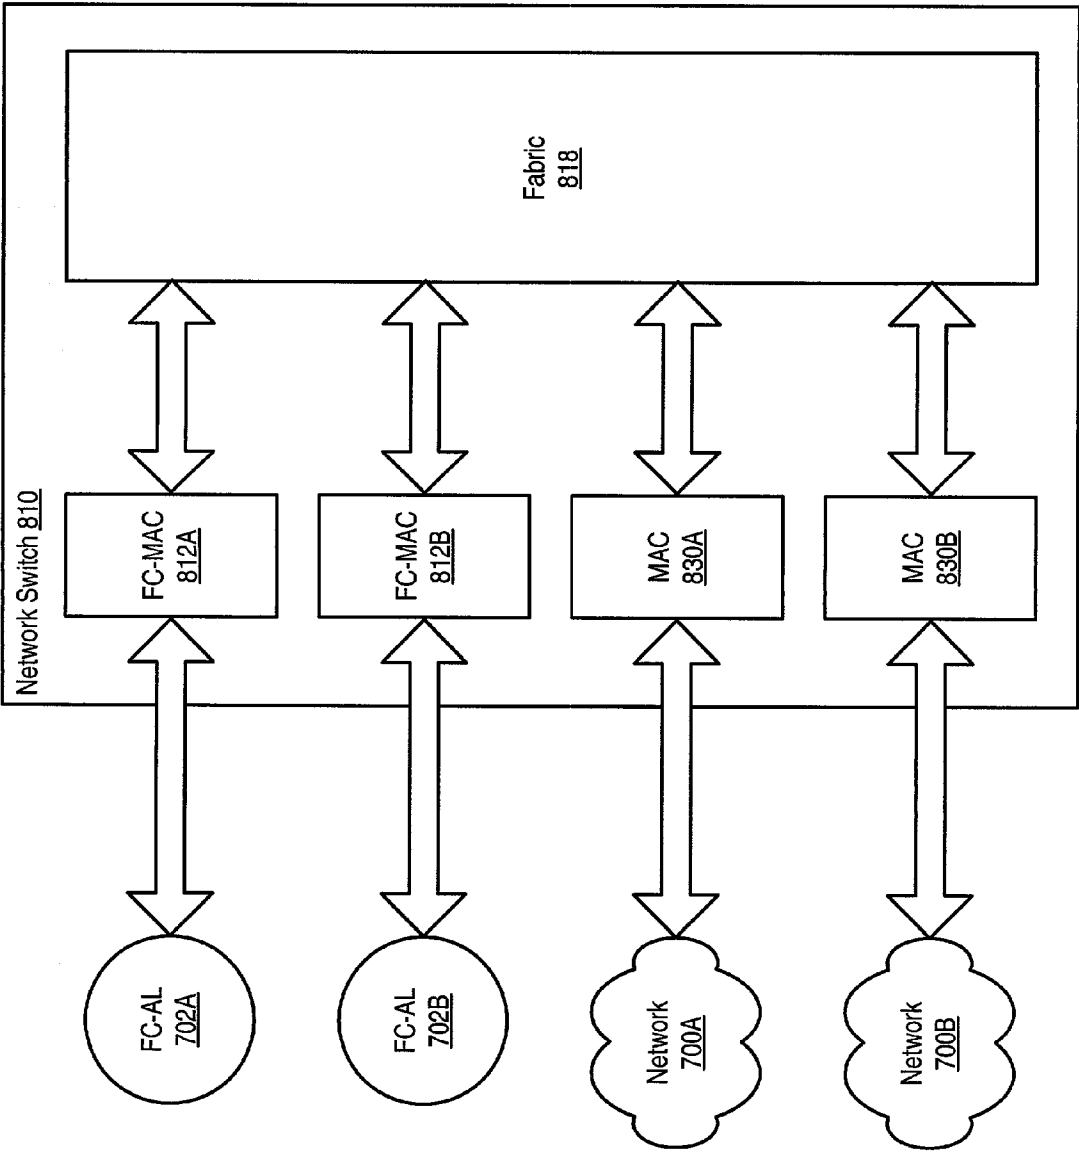 Network Switch 810
FC-AL
702A
FC-MAC
812A
Fabric
818
FC-AL
702B
FC-MAC
812B
Network
700A
MAC
830A
Network
700B
MAC
830B